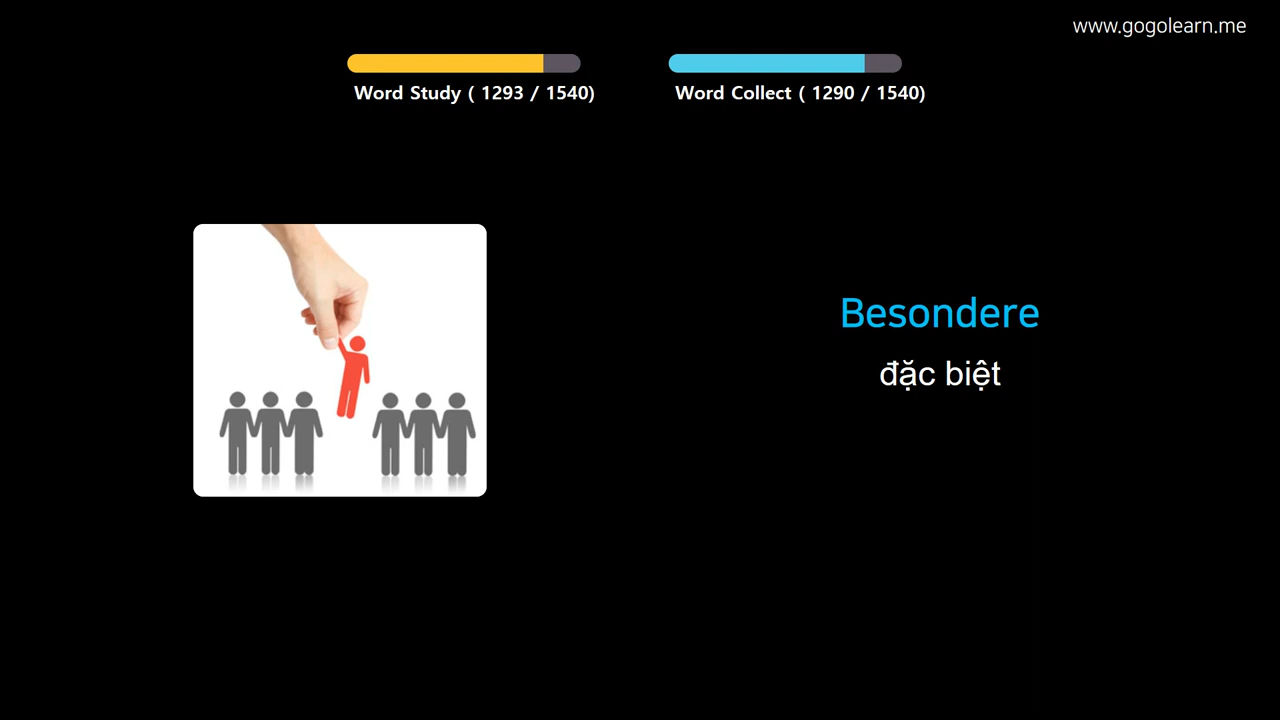 www.gogolearn.me
Word Study ( 1293 / 1540)
Word Collect ( 1290 / 1540)
Besondere
đặc biệt